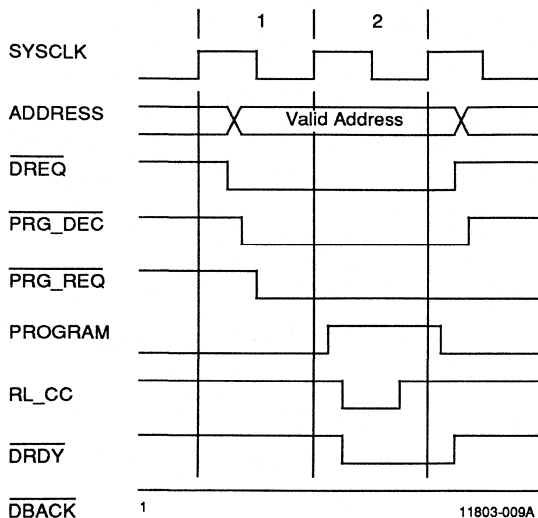 1 2
SYSCLK
ADDRESS Valid Address
DREQ
PRG_DEC
PRG_REQ
PROGRAM
RL_CC
DRDY
DBACK 1 11803-009A